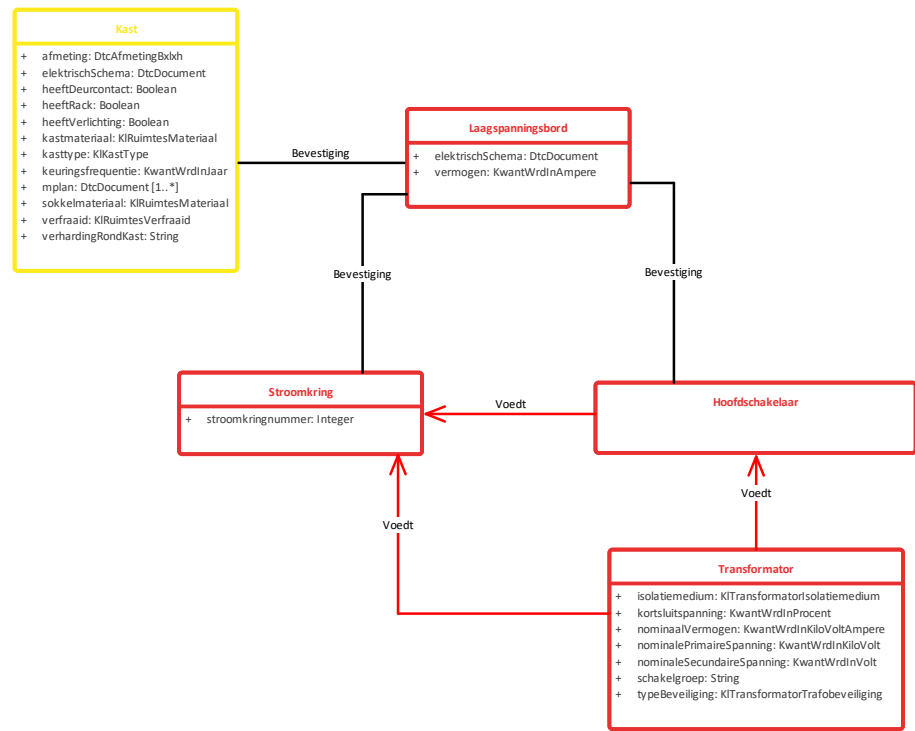 Kast
+ afmeting: DtcAfmetingBxlxh
+ elektrischSchema: DtcDocument
+ heeftDeurcontact: Boolean
+ heeftRack: Boolean
+ heeftVerlichting: Boolean
+ kastmateriaal: KlRuimtesMateriaal
+ kasttype: KlKastType
+ keuringsfrequentie: KwantWrdInJaar
+ mplan: DtcDocument [1..*]
+ sokkelmateriaal: KlRuimtesMateriaal
+ verfraaid: KlRuimtesVerfraaid
+ verhardingRondKast: String
Bevestiging
Laagspanningsbord
+ elektrischSchema: DtcDocument
+ vermogen: KwantWrdInAmpere
Bevestiging
Bevestiging
Stroomkring
+ stroomkringnummer: Integer
Voedt
Hoofdschakelaar
Voedt
Voedt
Transformator
+ isolatiemedium: KlTransformatorIsolatiemedium
+ kortsluitspanning: KwantWrdInProcent
+ nominaalVermogen: KwantWrdInKiloVoltAmpere
+ nominalePrimaireSpanning: KwantWrdInKiloVolt
+ nominaleSecundaireSpanning: KwantWrdInVolt
+ schakelgroep: String
+ typeBeveiliging: KlTransformatorTrafobeveiliging